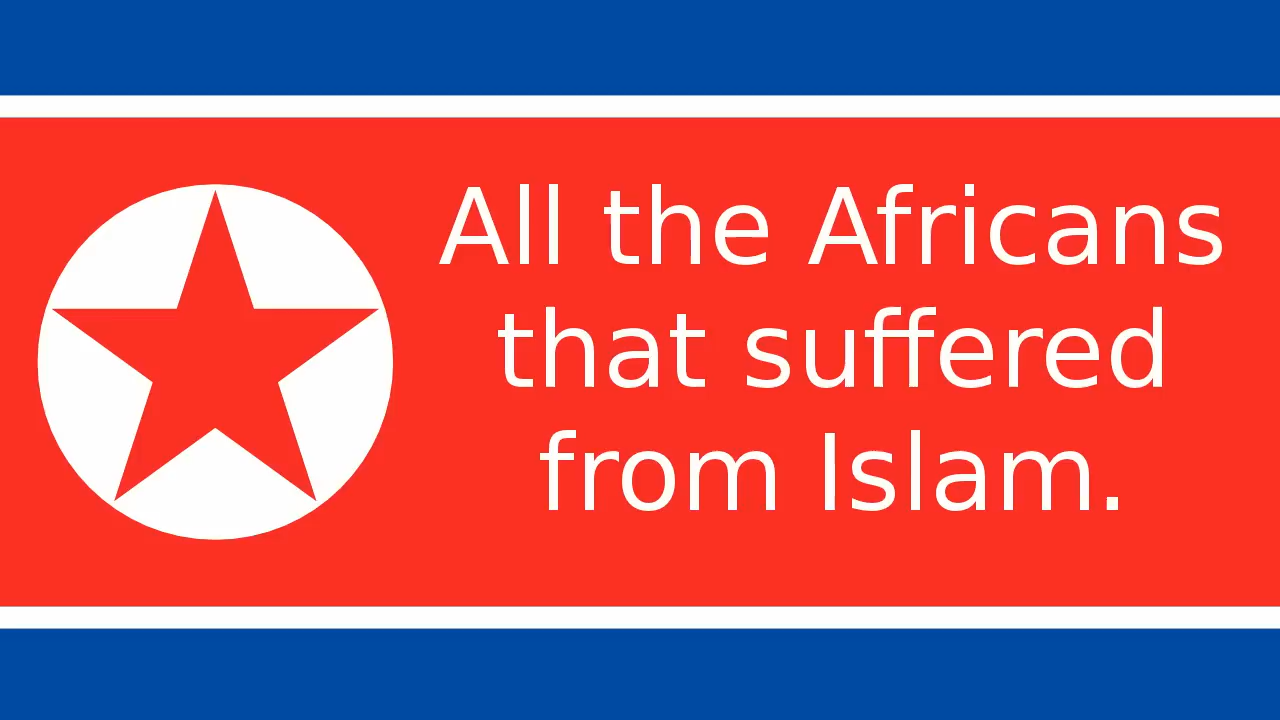 All the Africans
that suffered
from Islam.